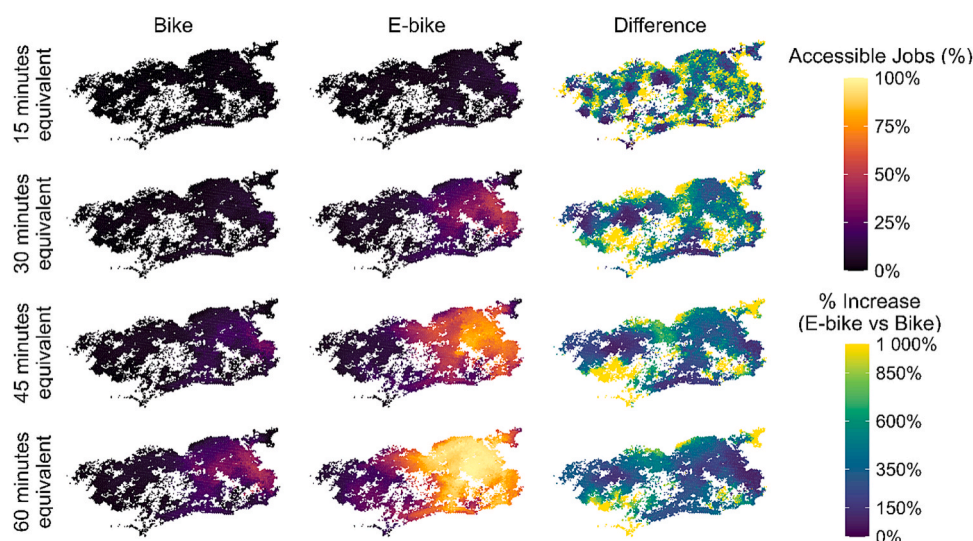 Bike
E-bike
Difference
15 minutes
equivalent
30 minutes
equivalent
45 minutes
equivalent
60 minutes
equivalent
Accessible Jobs (%)
100%
75%
50%
25%
0%
% Increase
(E-bike vs Bike)
1 000%
850%
600%
350%
150%
0%